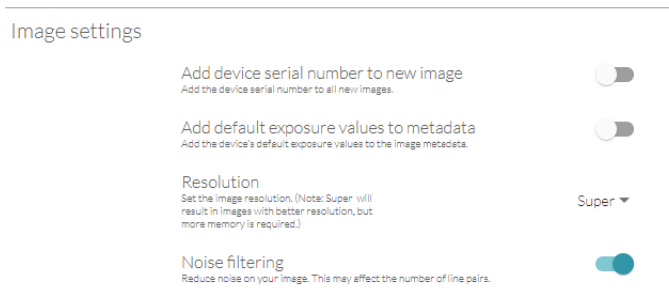 Image settings
Add device serial number to new image
Add the device serial number to all new images.
Add default exposure values to metadata
Add the device's default exposure values to the image metadata.
Resolution
Set the image resolution. (Note: Super will
result in images with better resolution, but
more memory is required.)
Super
Noise filtering
Reduce noise on your image. This may affect the number of line pairs.